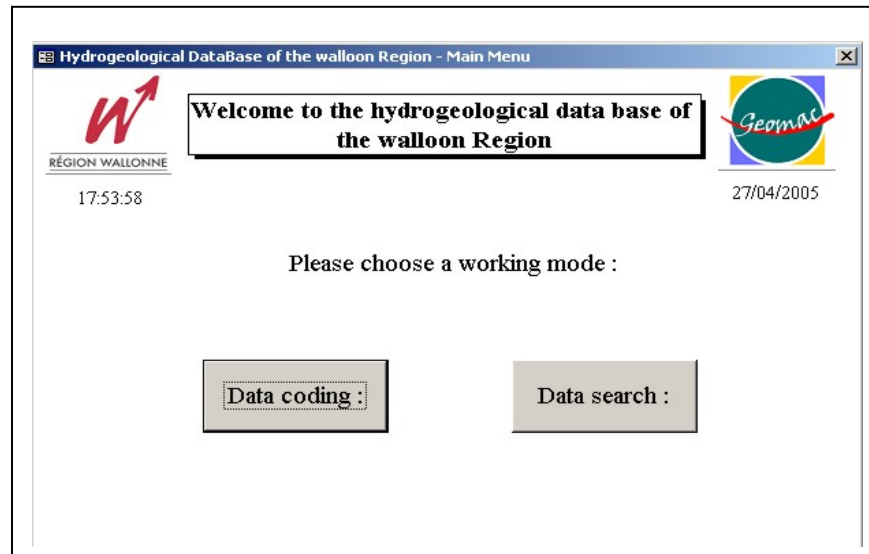 Hydrogeological DataBase of the walloon Region - Main Menu
Welcome to the hydrogeological data base of
the walloon Region
RÉGION WALLONNE
Geomac
17:53:58
27/04/2005
Please choose a working mode :
Data coding :
Data search :